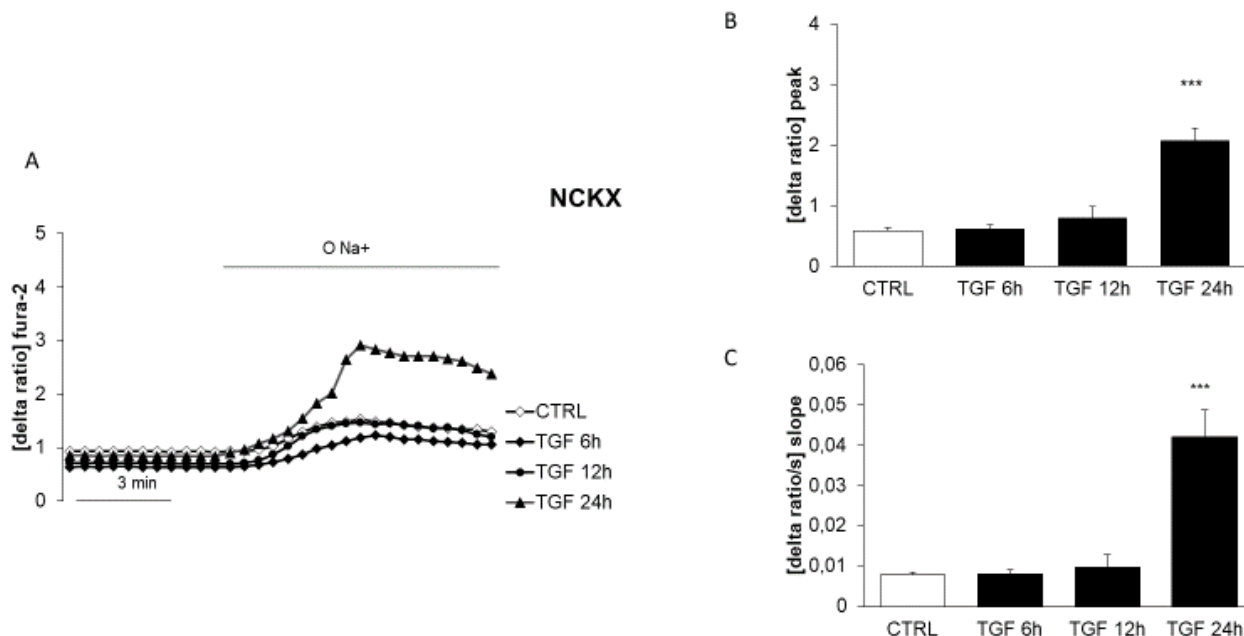 A
NCKX
[delta ratio] fura-2
5
4
3
2
1
0
O Na+
3 min
CTRL
TGF 6h
TGF 12h
TGF 24h
B
[delta ratio] peak
4
3
2
1
0
***
CTRL TGF 6h TGF 12h TGF 24h
C
[delta ratio/s] slope
0,06
0,05
0,04
0,03
0,02
0,01
0
***
CTRL TGF 6h TGF 12h TGF 24h